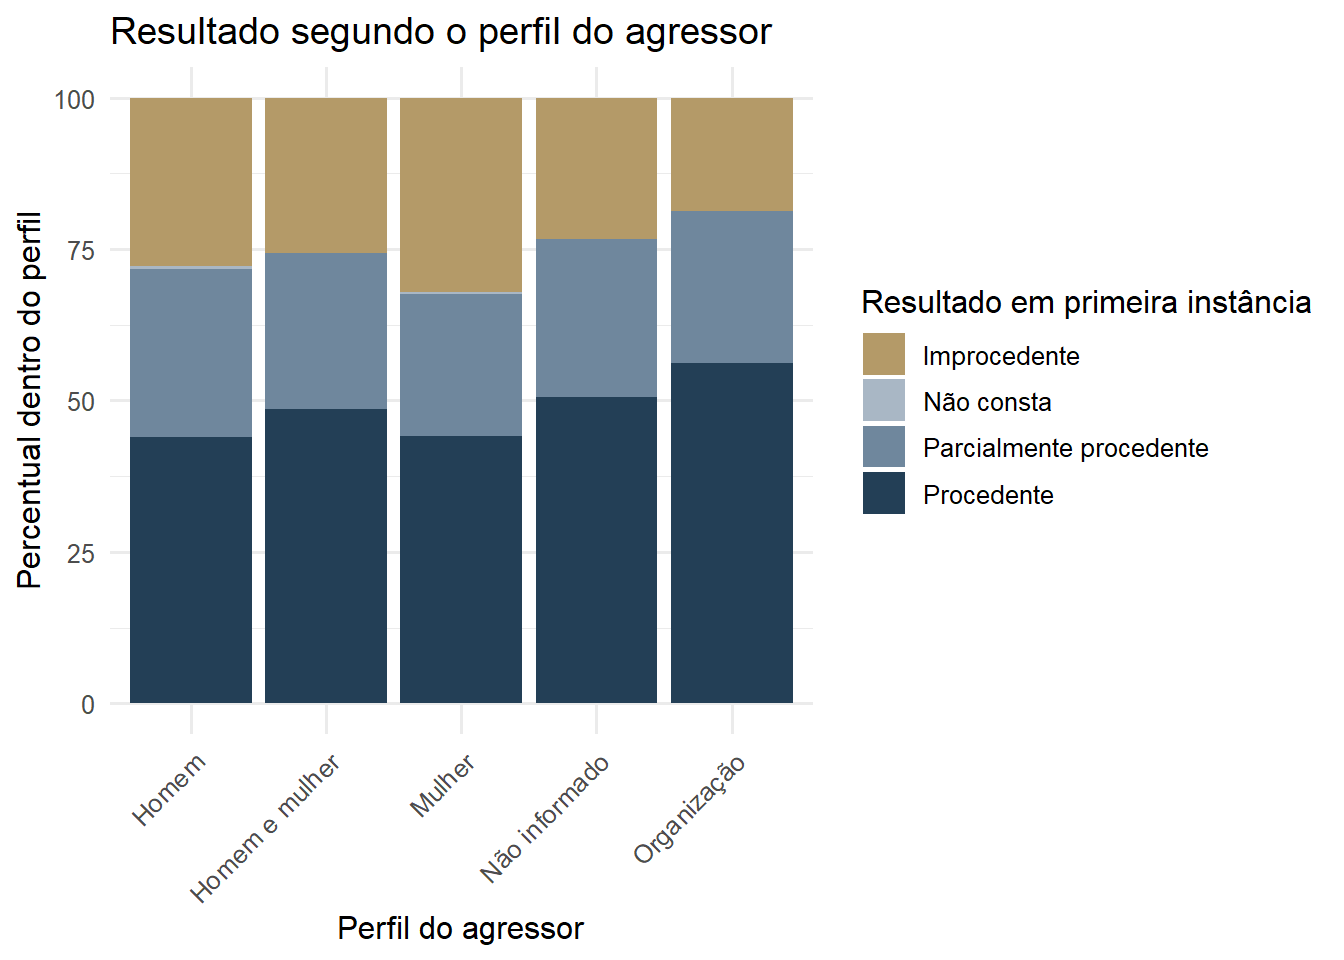 Resultado segundo o perfil do agressor
Percentual dentro do perfil
100
75
50
25
0
Homem
Homem e mulher
Mulher
Não informado
Organização
Perfil do agressor
Resultado em primeira instância
Improcedente
Não consta
Parcialmente procedente
Procedente